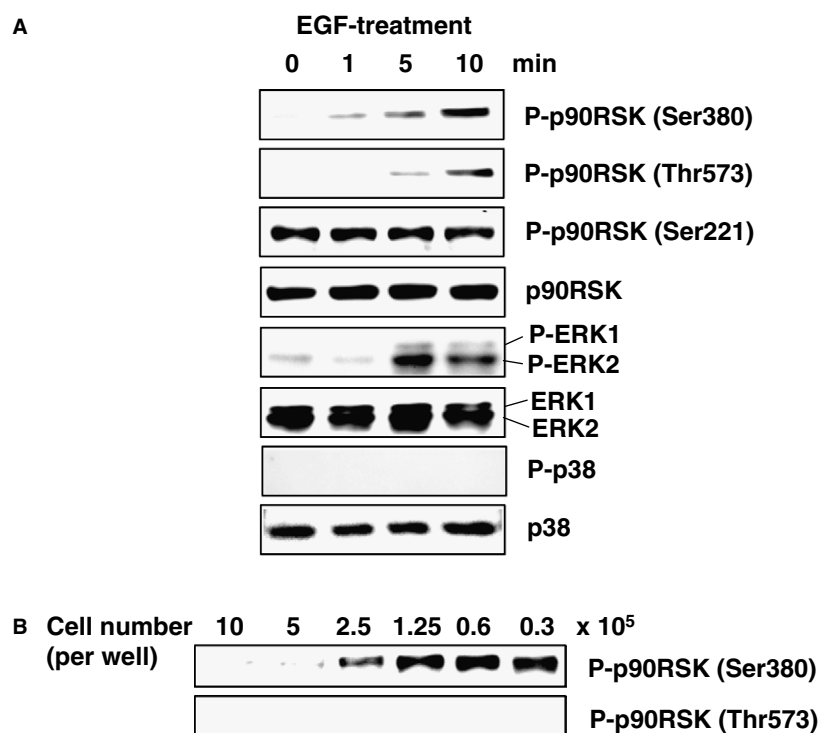 A
EGF-treatment
0 1 5 10 min
P-p90RSK (Ser380)
P-p90RSK (Thr573)
P-p90RSK (Ser221)
p90RSK
P-ERK1
P-ERK2
ERK1
ERK2
P-p38
p38
B Cell number 10 5 2.5 1.25 0.6 0.3 x 10⁵
(per well)
P-p90RSK (Ser380)
P-p90RSK (Thr573)